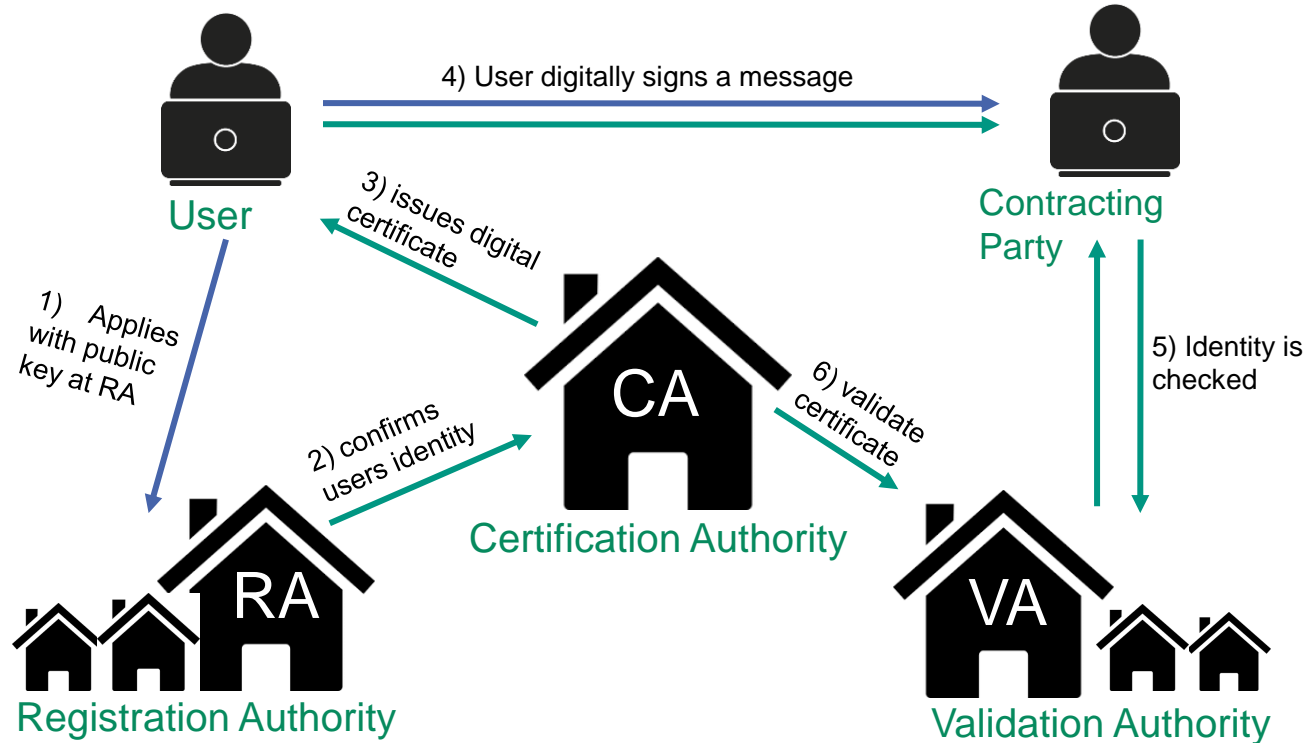 4) User digitally signs a message
User
Contracting
Party
3) issues digital
certificate
1) Applies
with public
key at RA
CA
5) Identity is
checked
6) validate
certificate
2) confirms
users identity
Certification Authority
RA
VA
Registration Authority
Validation Authority